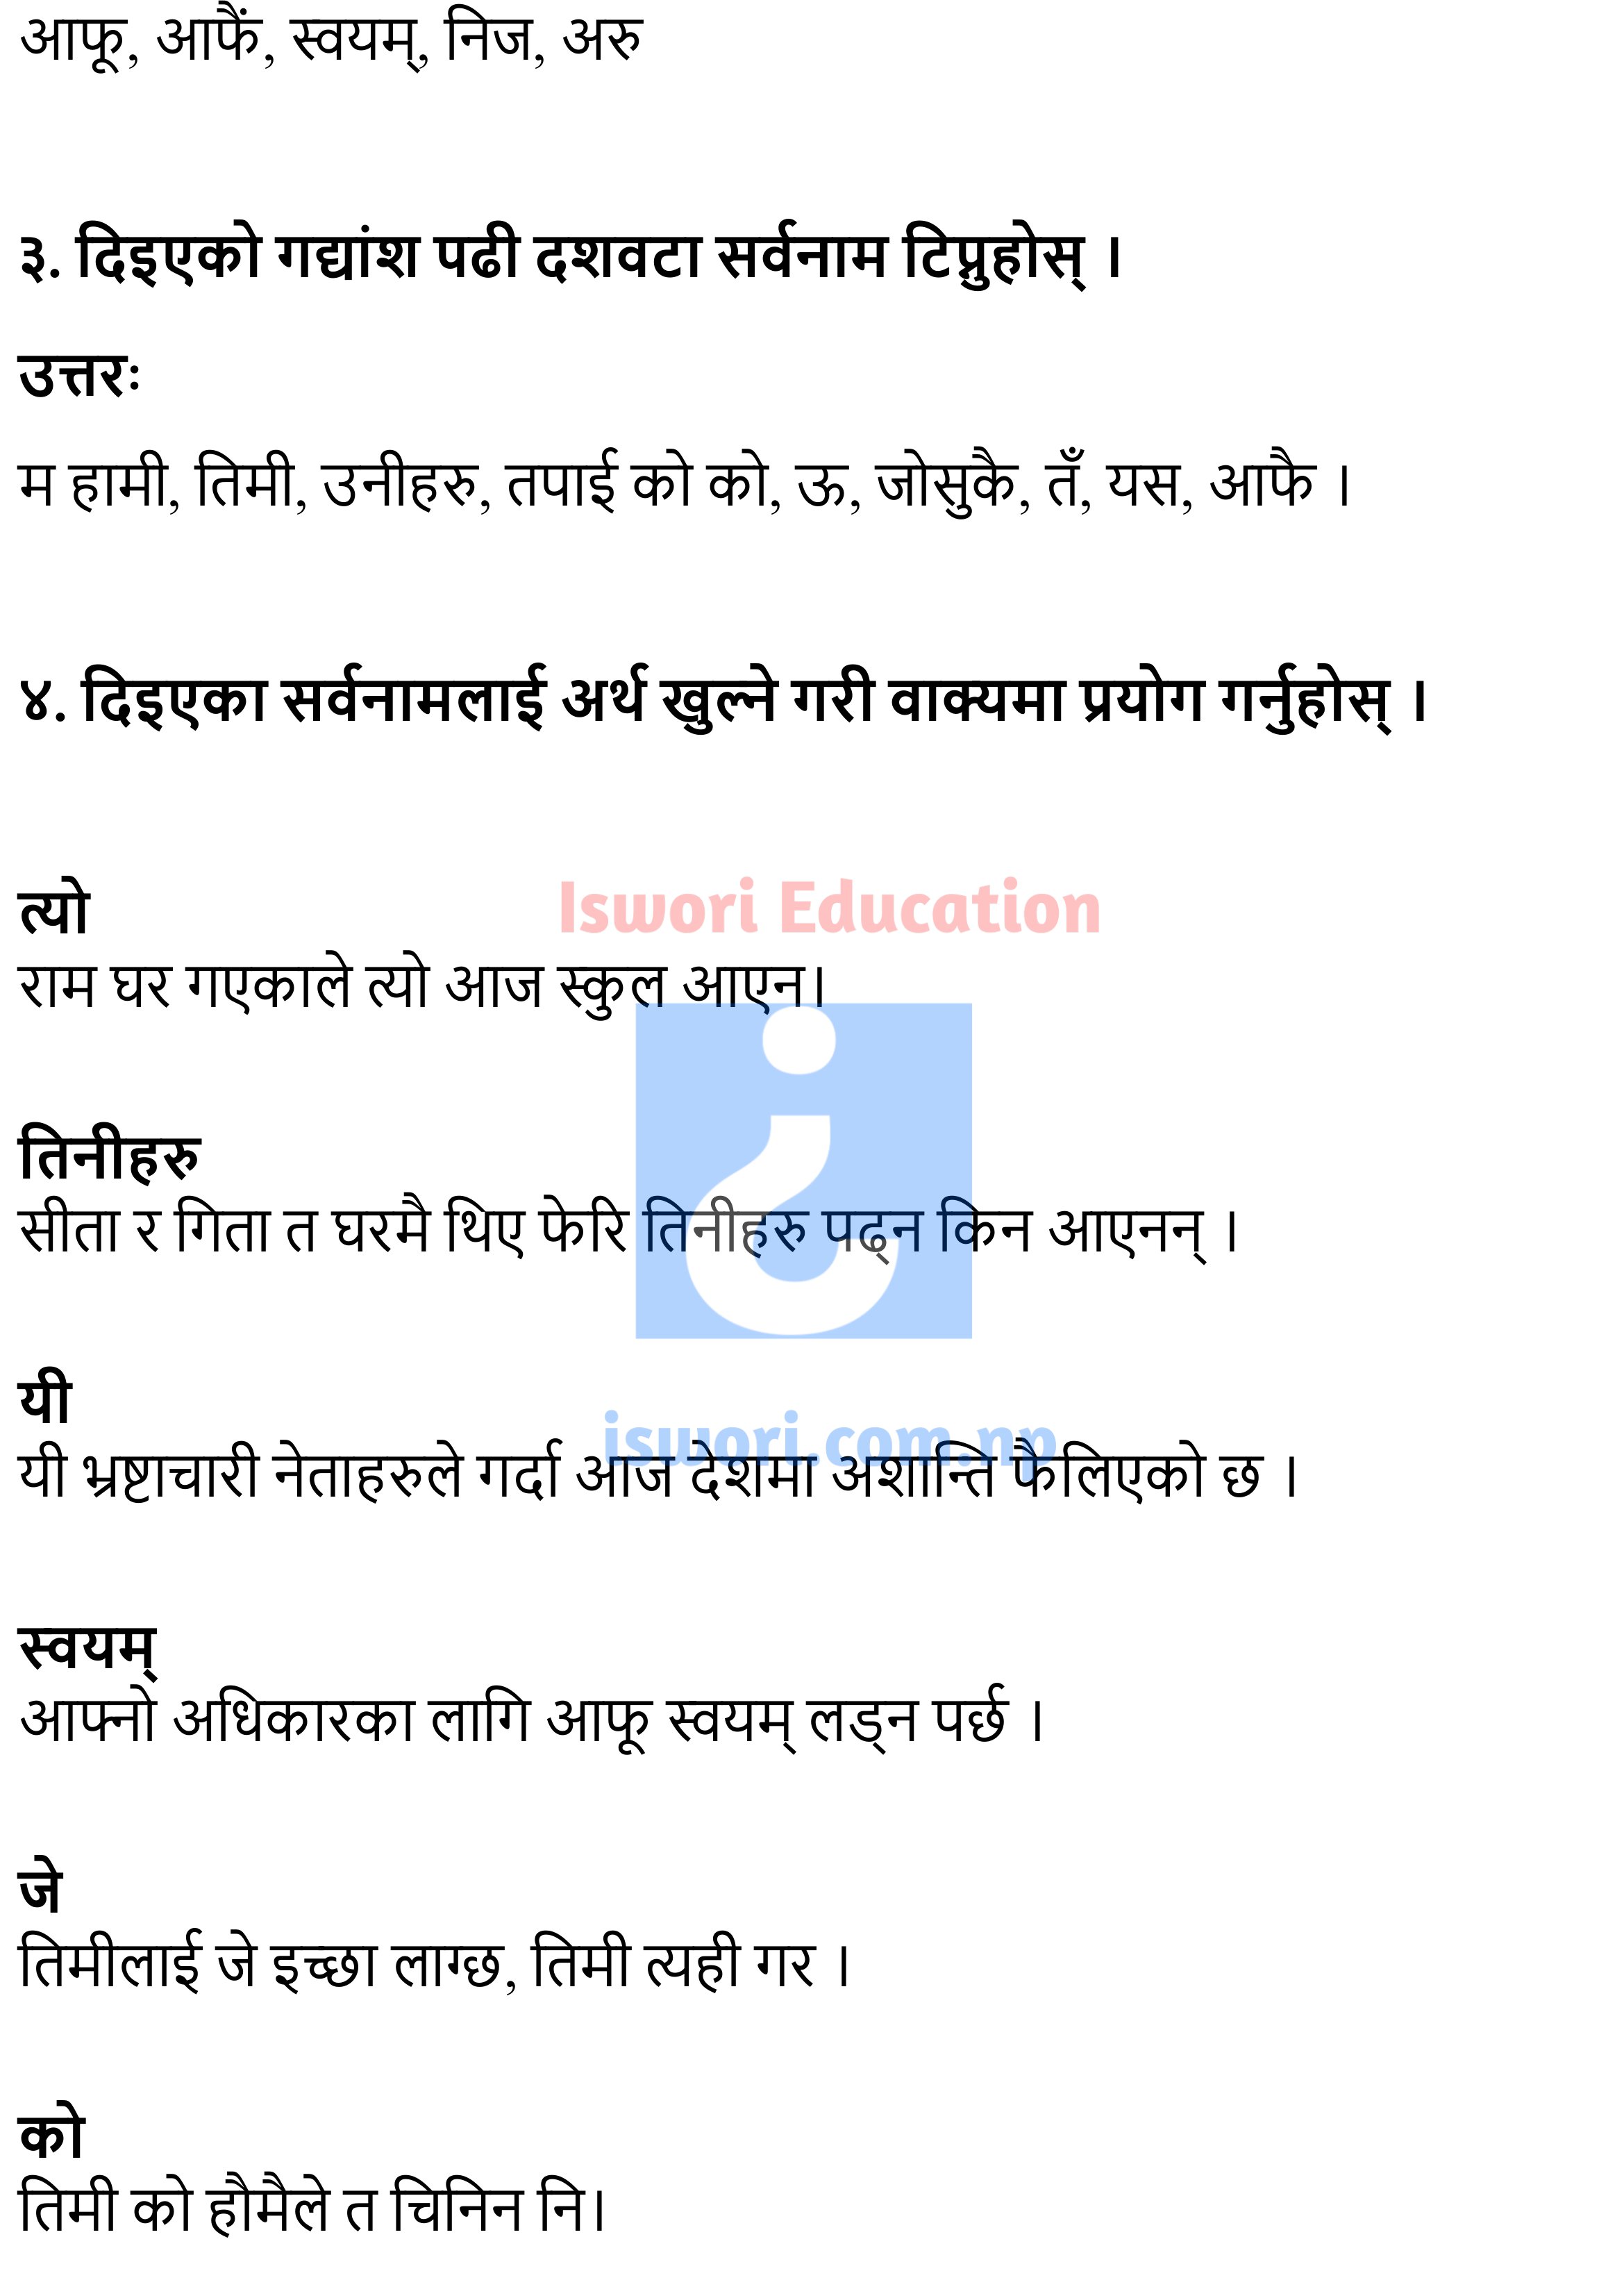 आफू, आफैं, स्वयम्, निज, अरु
३. दिइएको गद्यांश पढी दशवटा सर्वनाम टिप्नुहोस् ।
उत्तरः
म हामी, तिमी, उनीहरु, तपाई को को, ऊ, जोसुकै, तँ, यस, आफै ।
४. दिइएका सर्वनामलाई अर्थ खुल्ने गरी वाक्यमा प्रयोग गर्नुहोस् ।
Iswori Education
त्यो
राम घर गएकाले त्यो आज स्कुल आएन।
तिनीहरु
सीता र गिता त घरमै थिए फेरि तिनीहरु पढ्न किन आएनन् ।
यी
iswori.com.np
यी भ्रष्टाचारी नेताहरुले गर्दा आज देशमा अशान्ति फैलिएको छ ।
स्वयम्
आफ्नो अधिकारका लागि आफू स्वयम् लड्न पर्छ ।
जे
तिमीलाई जे इच्छा लाग्छ, तिमी त्यही गर ।
को
तिमी को हौमैले त चिनिन नि।